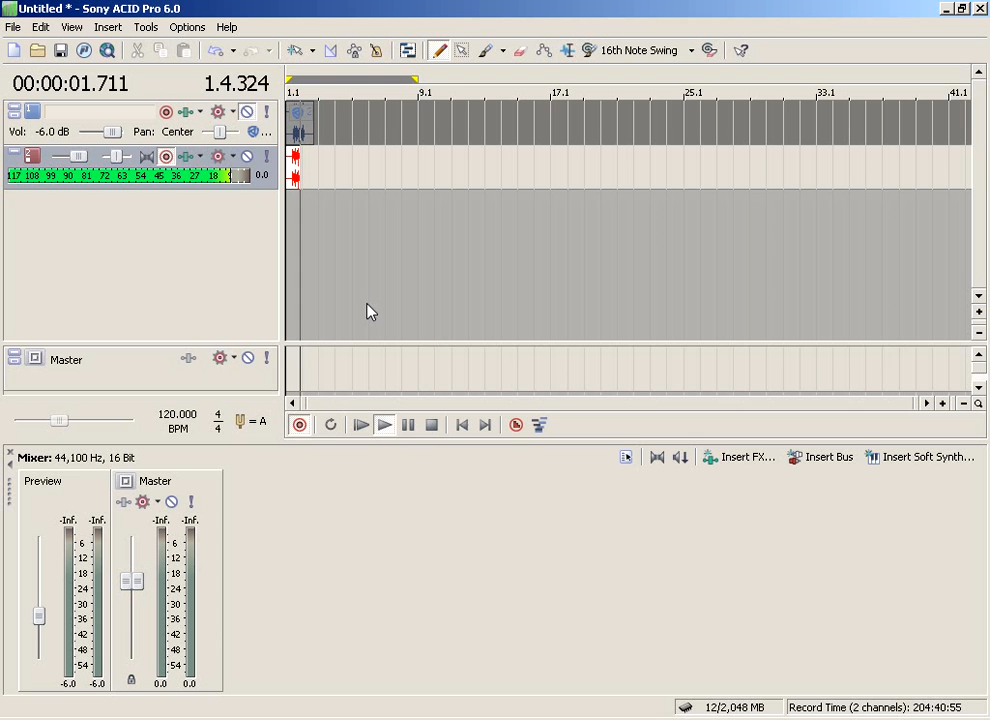 Untitled * - Sony ACID Pro 6.0
File Edit View Insert Tools Options Help
16th Note Swing
00:00:01.711 1.4.324
1.1 9.1 17.1 25.1 33.1 41.1
1
Vol: -6.0 dB Pan: Center ...
2
117 108 99 90 81 72 63 54 45 36 27 18 9 0.0
Master
120.000
BPM
4
4
= A
Mixer: 44,100 Hz, 16 Bit
Insert FX... Insert Bus Insert Soft Synth...
Preview Master
-Inf. -Inf. -Inf. -Inf.
6 6
12 12
18 18
24 24
30 30
36 36
42 42
48 48
54 54
-6.0 -6.0 0.0 0.0
12/2,048 MB Record Time (2 channels): 204:40:55